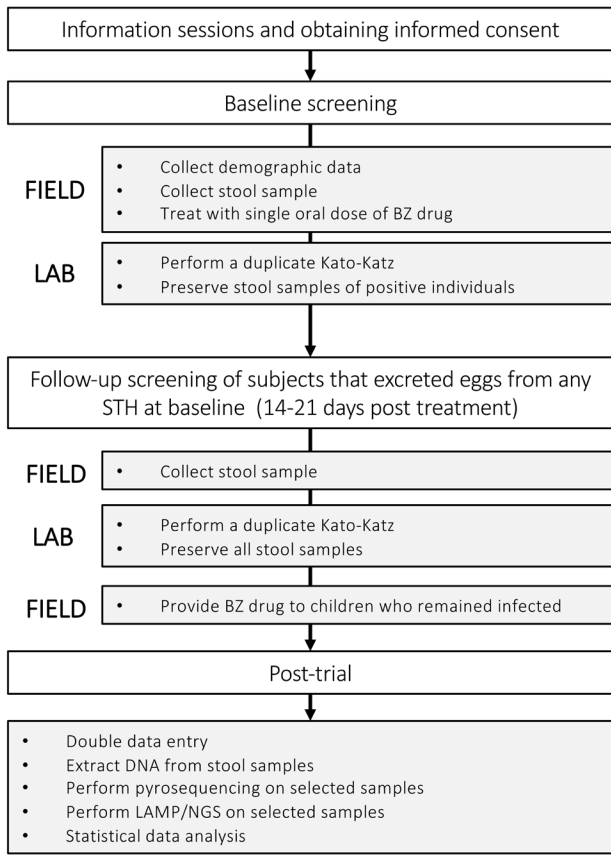 Information sessions and obtaining informed consent
Baseline screening
FIELD
• Collect demographic data
• Collect stool sample
• Treat with single oral dose of BZ drug
LAB
• Perform a duplicate Kato-Katz
• Preserve stool samples of positive individuals
Follow-up screening of subjects that excreted eggs from any
STH at baseline (14-21 days post treatment)
FIELD
• Collect stool sample
LAB
• Perform a duplicate Kato-Katz
• Preserve all stool samples
FIELD
• Provide BZ drug to children who remained infected
Post-trial
• Double data entry
• Extract DNA from stool samples
• Perform pyrosequencing on selected samples
• Perform LAMP/NGS on selected samples
• Statistical data analysis